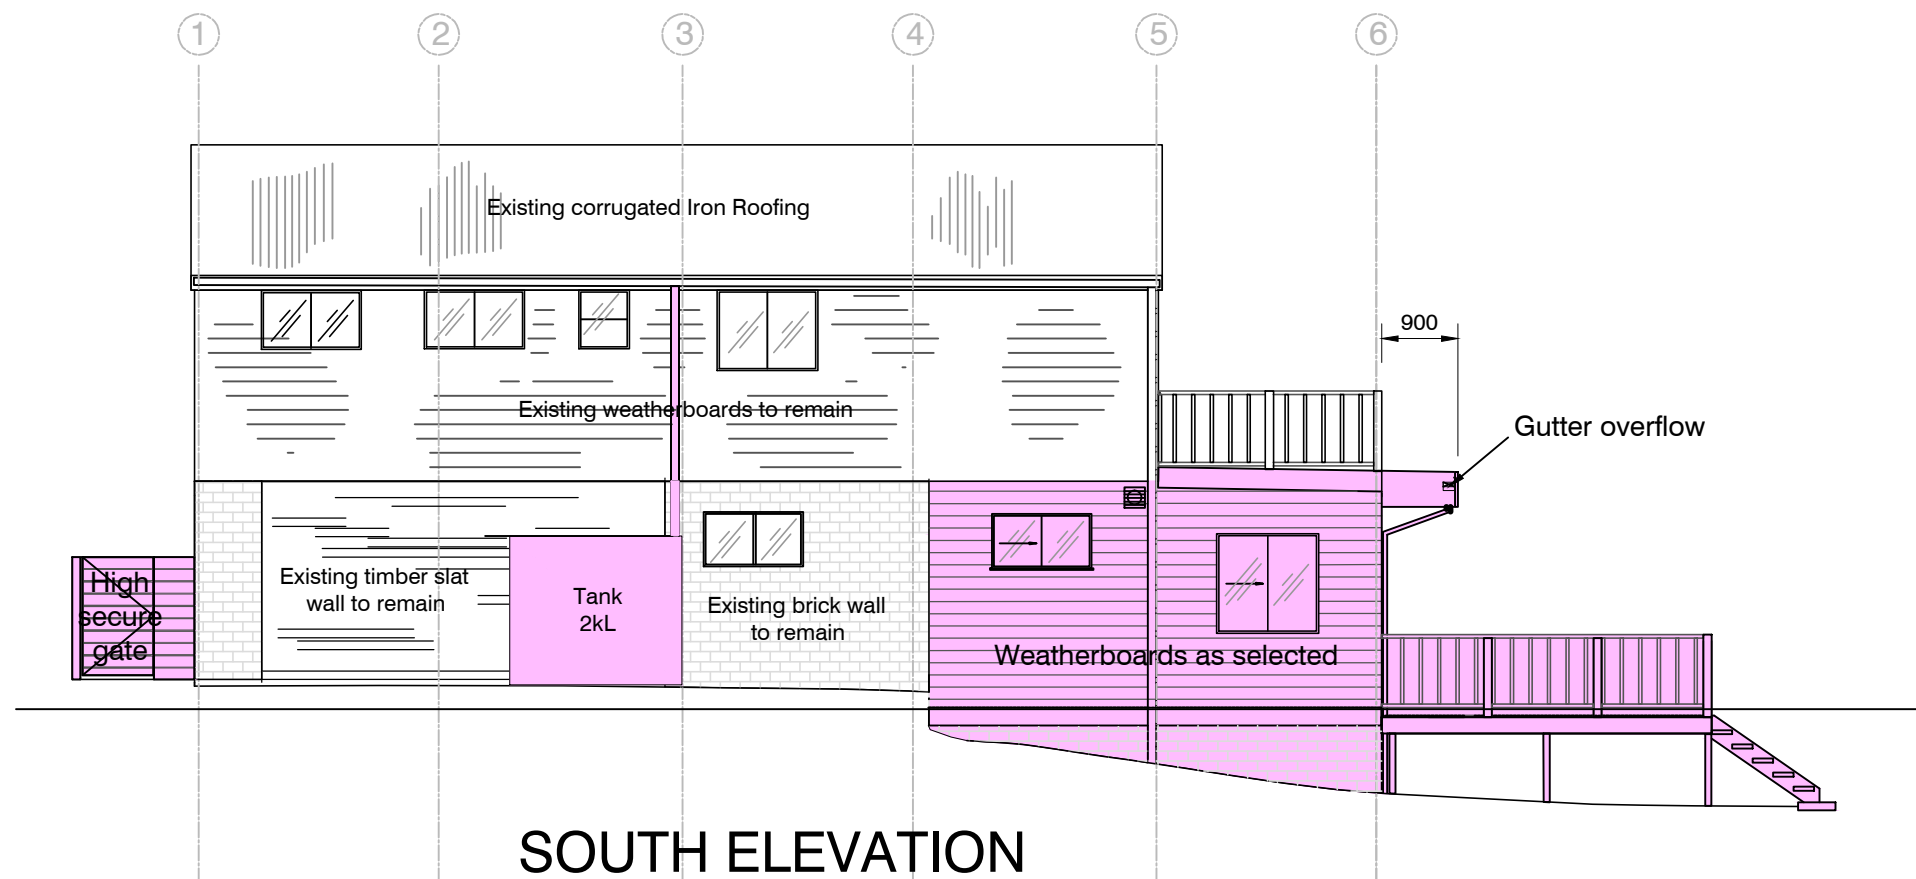 1 2 3 4 5 6
Existing corrugated Iron Roofing
900
Existing weatherboards to remain
Gutter overflow
High
secure
gate
Existing timber slat
wall to remain
Tank
2kL
Existing brick wall
to remain
Weatherboards as selected
SOUTH ELEVATION